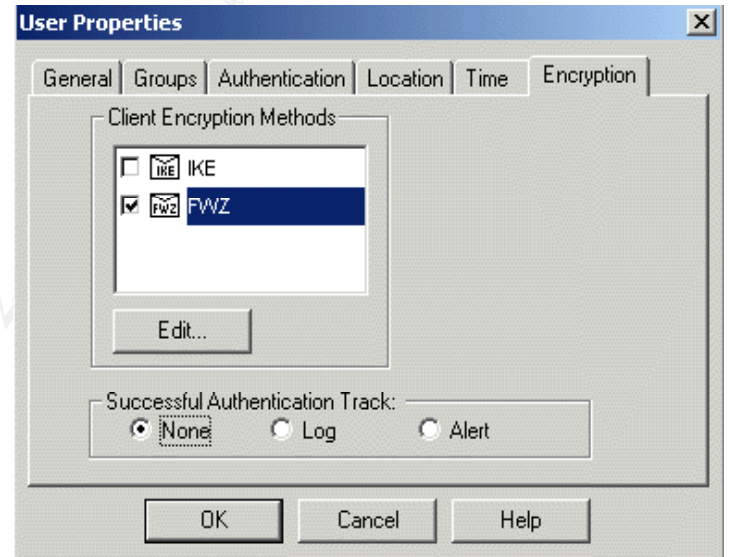 User Properties
General Groups Authentication Location Time Encryption
Client Encryption Methods
IKE IKE
FWZ FWZ
Edit...
Successful Authentication Track:
None Log Alert
OK Cancel Help